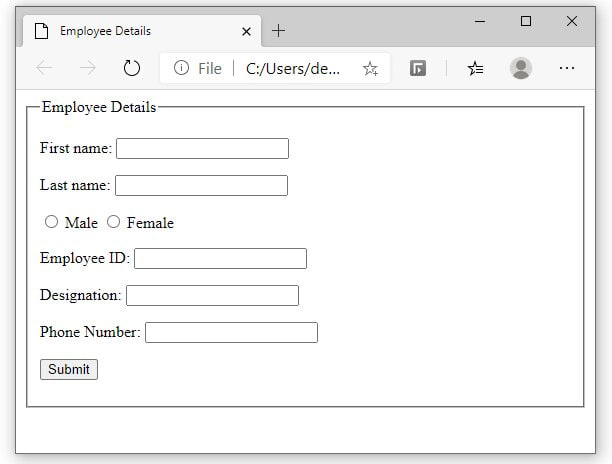 Employee Details
File | C:/Users/de...
Employee Details
First name:
Last name:
Male Female
Employee ID:
Designation:
Phone Number:
Submit